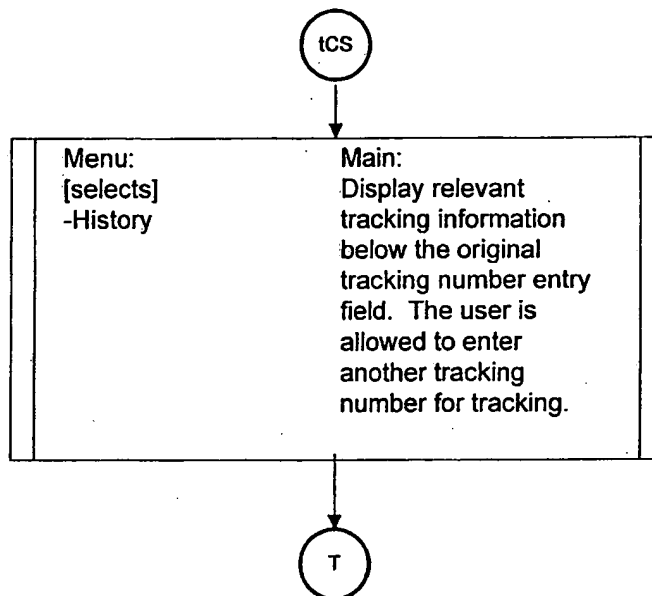 tCS
Menu:
[selects]
-History
Main:
Display relevant
tracking information
below the original
tracking number entry
field. The user is
allowed to enter
another tracking
number for tracking.
T